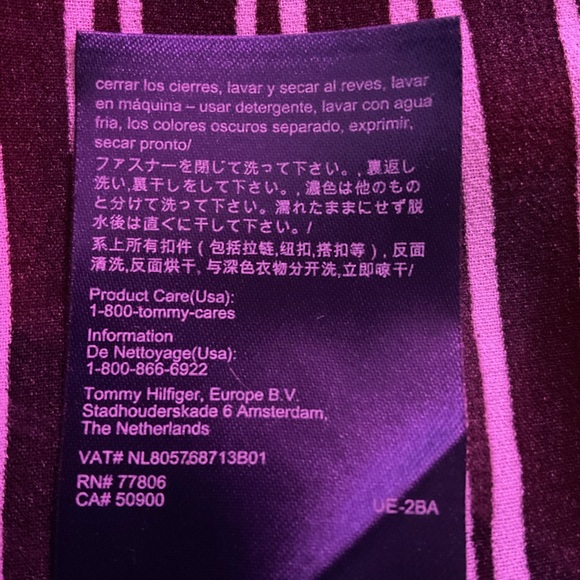 cerrar los cierres, lavar y secar al reves, lavar
en máquina – usar detergente, lavar con agua
fria, los colores oscuros separado, exprimir,
secar pronto/
ファスナーを閉じて洗って下さい。, 裏返し
洗い,裏干しをして下さい。, 濃色は他のもの
と分けて洗って下さい。濡れたままにせず脱
水後は直ぐに干して下さい。/
系上所有扣件（包括拉链,纽扣,搭扣等）, 反面
清洗,反面烘干, 与深色衣物分开洗,立即晾干/
Product Care(Usa):
1-800-tommy-cares
Information
De Nettoyage(Usa):
1-800-866-6922
Tommy Hilfiger, Europe B.V.
Stadhouderskade 6 Amsterdam,
The Netherlands
VAT# NL805768713B01
RN# 77806
CA# 50900
UE-2BA